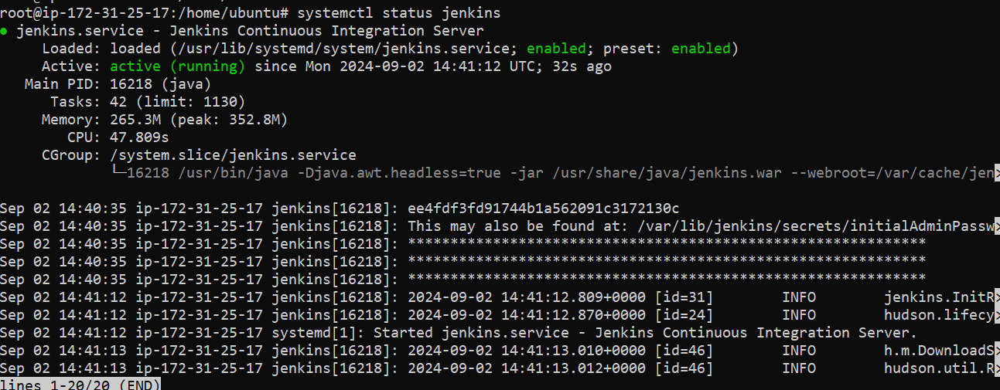 root@ip-172-31-25-17:/home/ubuntu# systemctl status jenkins
● jenkins.service - Jenkins Continuous Integration Server
     Loaded: loaded (/usr/lib/systemd/system/jenkins.service; enabled; preset: enabled)
     Active: active (running) since Mon 2024-09-02 14:41:12 UTC; 32s ago
   Main PID: 16218 (java)
      Tasks: 42 (limit: 1130)
     Memory: 265.3M (peak: 352.8M)
        CPU: 47.809s
     CGroup: /system.slice/jenkins.service
             └─16218 /usr/bin/java -Djava.awt.headless=true -jar /usr/share/java/jenkins.war --webroot=/var/cache/jen>
Sep 02 14:40:35 ip-172-31-25-17 jenkins[16218]: ee4fdf3fd91744b1a562091c3172130c
Sep 02 14:40:35 ip-172-31-25-17 jenkins[16218]: This may also be found at: /var/lib/jenkins/secrets/initialAdminPassw>
Sep 02 14:40:35 ip-172-31-25-17 jenkins[16218]: *************************************************************
Sep 02 14:40:35 ip-172-31-25-17 jenkins[16218]: *************************************************************
Sep 02 14:40:35 ip-172-31-25-17 jenkins[16218]: *************************************************************
Sep 02 14:41:12 ip-172-31-25-17 jenkins[16218]: 2024-09-02 14:41:12.809+0000 [id=31]        INFO        jenkins.InitR>
Sep 02 14:41:12 ip-172-31-25-17 jenkins[16218]: 2024-09-02 14:41:12.870+0000 [id=24]        INFO        hudson.lifecy>
Sep 02 14:41:12 ip-172-31-25-17 systemd[1]: Started jenkins.service - Jenkins Continuous Integration Server.
Sep 02 14:41:13 ip-172-31-25-17 jenkins[16218]: 2024-09-02 14:41:13.010+0000 [id=46]        INFO        h.m.DownloadS>
Sep 02 14:41:13 ip-172-31-25-17 jenkins[16218]: 2024-09-02 14:41:13.012+0000 [id=46]        INFO        hudson.util.R>
lines 1-20/20 (END)